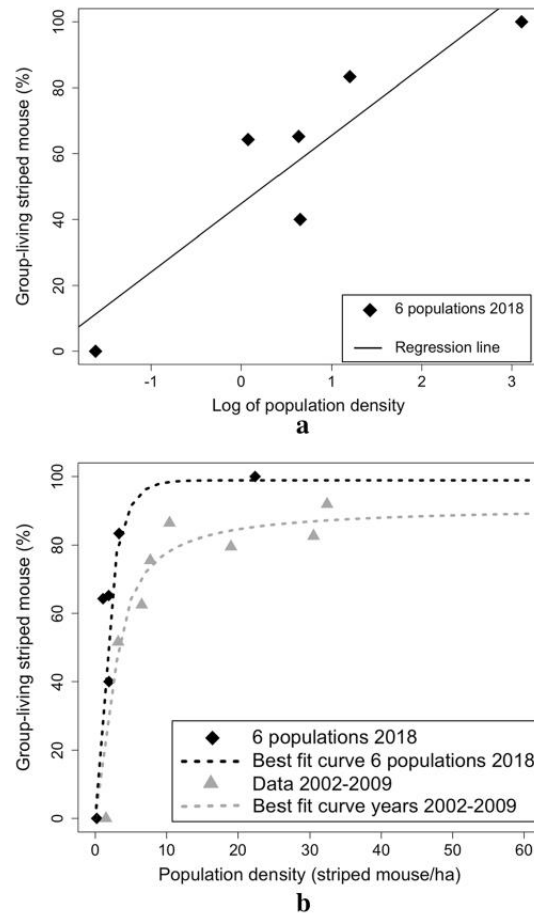 100
80
60
40
20
0
Group-living striped mouse (%)
6 populations 2018
Regression line
-1 0 1 2 3
Log of population density
a
100
80
60
40
20
0
Group-living striped mouse (%)
6 populations 2018
Best fit curve 6 populations 2018
Data 2002-2009
Best fit curve years 2002-2009
0 10 20 30 40 50 60
Population density (striped mouse/ha)
b